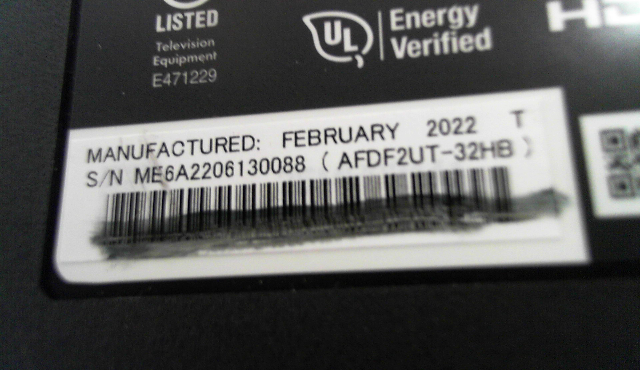 LISTED
Television
Equipment
E471229
UL
Energy
Verified
MANUFACTURED: FEBRUARY 2022 T
S/N ME6A2206130088 ( AFDF2UT-32HB )